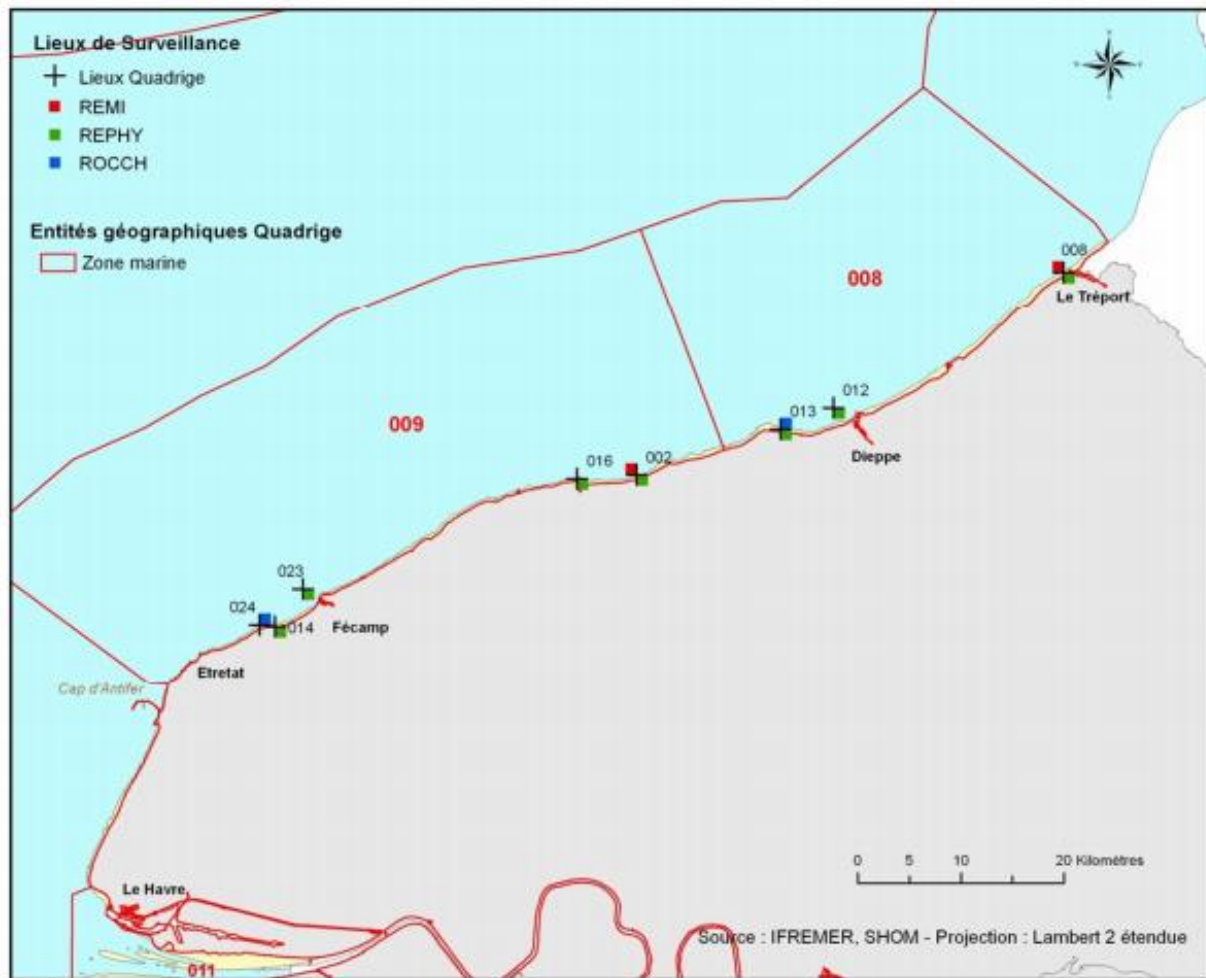 Lieux de Surveillance
Lieux Quadrige
REMI
REPHY
ROCCH
Entités géographiques Quadrige
Zone marine
008
008
Le Tréport
012
013
Dieppe
009
016
002
023
024
014
Fécamp
Etretat
Cap d'Antifer
0 5 10 20 Kilométres
Le Havre
Source : IFREMER, SHOM - Projection : Lambert 2 étendue
011